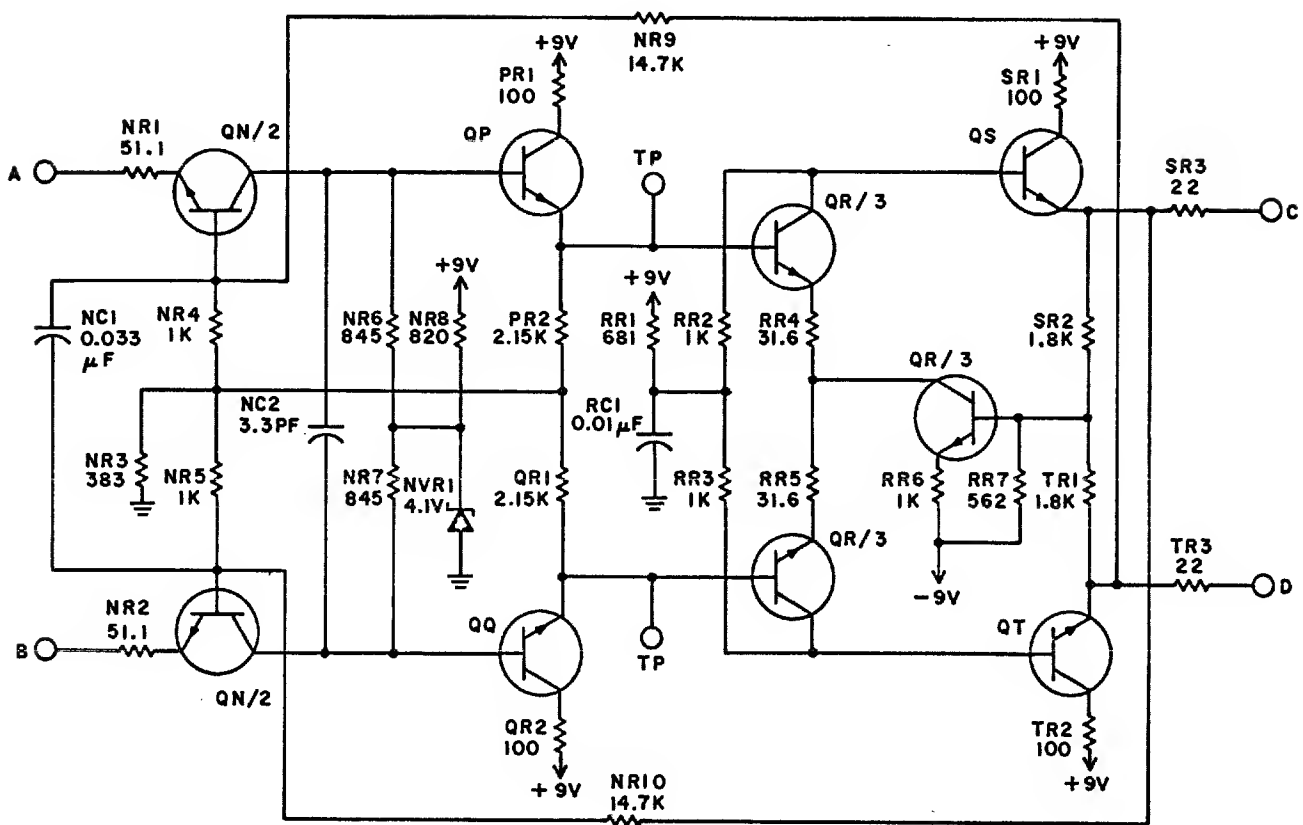 NR9
14.7K
+9V
PR1
100
+9V
SR1
100
NR1
51.1
QN/2
QP
TP
QS
SR3
22
A
C
QR/3
+9V
+9V
NC1
0.033
μF
NR4
1K
NR6
845
NR8
820
PR2
2.15K
RR1
681
RR2
1K
RR4
31.6
SR2
1.8K
QR/3
NC2
3.3PF
RC1
0.01μF
NR3
383
NR5
1K
NR7
845
NVR1
4.1V
QR1
2.15K
RR3
1K
RR5
31.6
RR6
1K
RR7
562
TR1
1.8K
QR/3
TR3
22
-9V
D
NR2
51.1
QQ
TP
QT
B
QN/2
QR2
100
TR2
100
+9V
NR10
14.7K
+9V